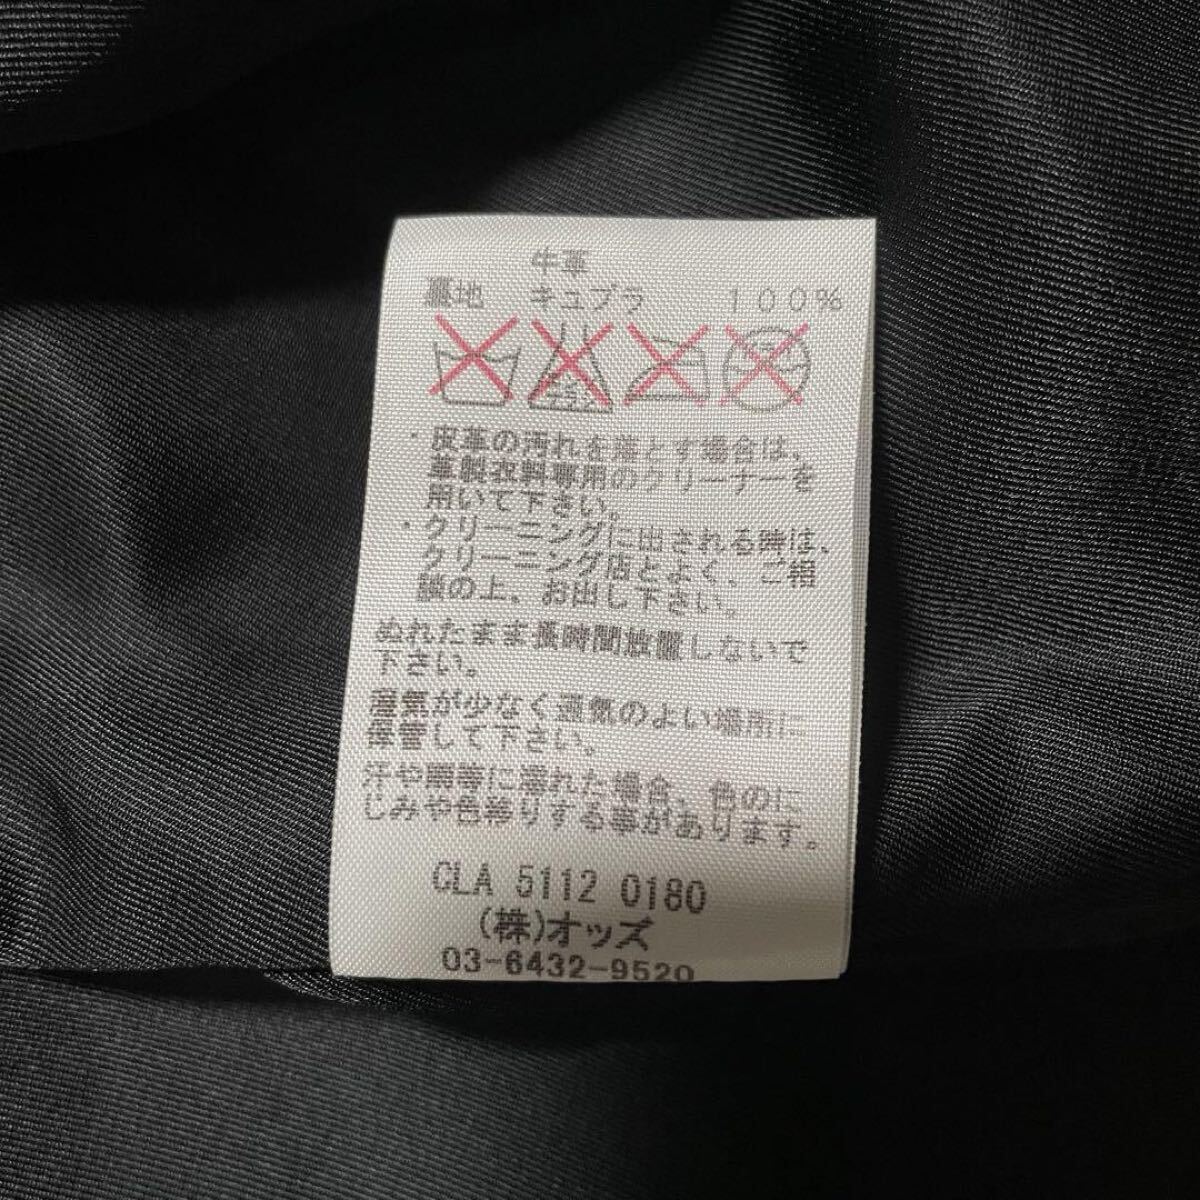 牛革
裏地 キュプラ 100%
・皮革の汚れを落とす場合は、
革製衣料専用のクリーナーを
用いて下さい。
・クリーニングに出される時は、
クリーニング店とよく、ご相
談の上、お出し下さい。
ぬれたまま長時間放置しないで
下さい。
湿気が少なく通気のよい場所に
保管して下さい。
汗や雨等に濡れた場合、色のに
じみや色移りする事があります。
CLA 5112 0180
(株)オッズ
03-6432-9520